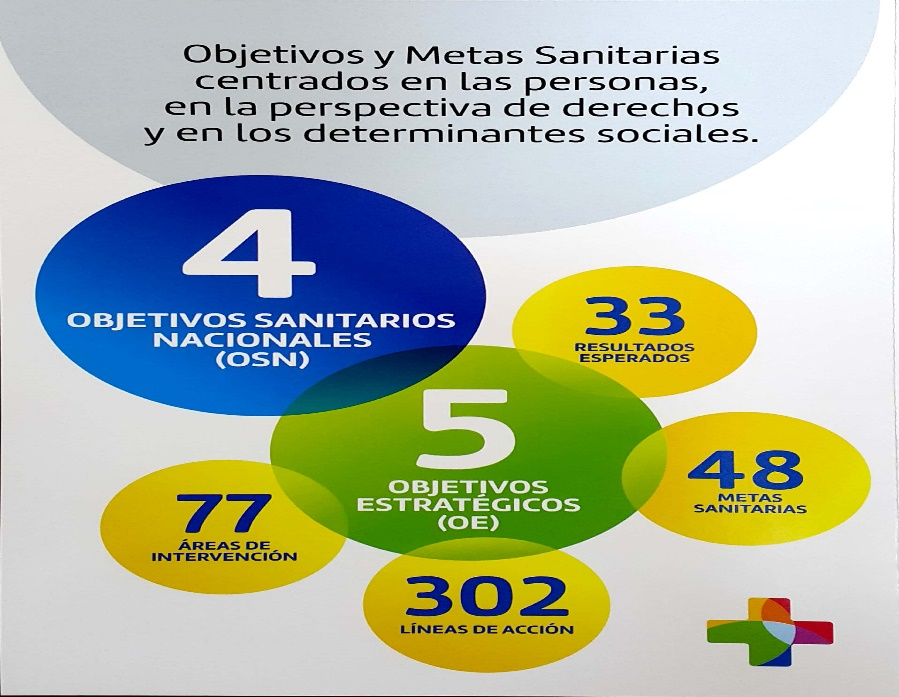 Objetivos y Metas Sanitarias
centrados en las personas,
en la perspectiva de derechos
y en los determinantes sociales.
4
OBJETIVOS SANITARIOS
NACIONALES
(OSN)
33
RESULTADOS
ESPERADOS
5
OBJETIVOS
ESTRATÉGICOS
(OE)
48
METAS
SANITARIAS
77
ÁREAS DE
INTERVENCIÓN
302
LÍNEAS DE ACCIÓN